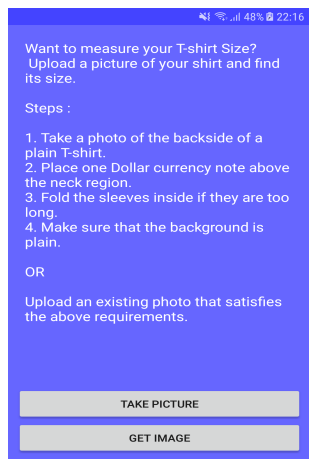 48% 22:16
Want to measure your T-shirt Size?
Upload a picture of your shirt and find
its size.
Steps :
1. Take a photo of the backside of a
plain T-shirt.
2. Place one Dollar currency note above
the neck region.
3. Fold the sleeves inside if they are too
long.
4. Make sure that the background is
plain.
OR
Upload an existing photo that satisfies
the above requirements.
TAKE PICTURE
GET IMAGE